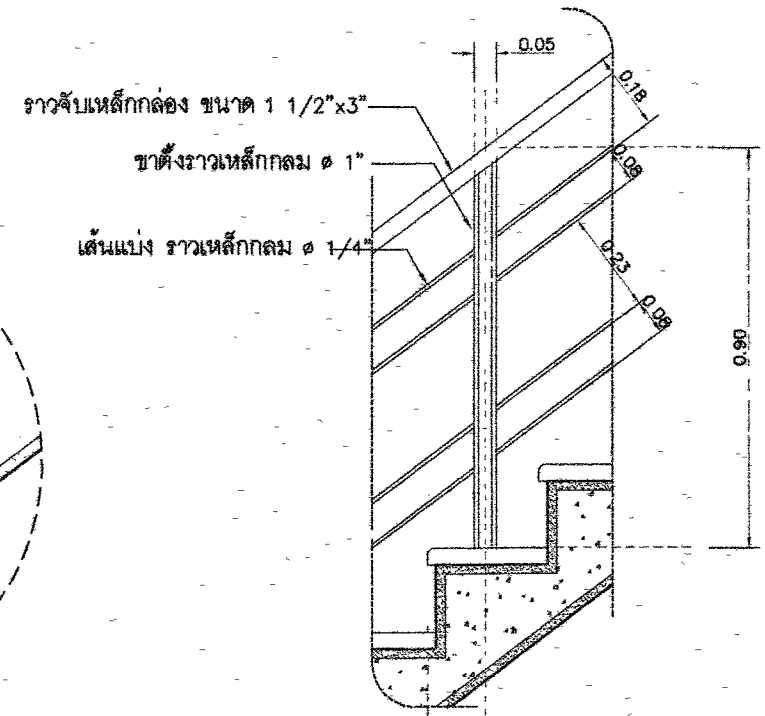 0.05
ราวจับเหล็กกล่อง ขนาด 1 1/2"x3"
0.18
ขาตั้งราวเหล็กกลม ø 1"
0.08
เส้นแบ่ง ราวเหล็กกลม ø 1/4"
0.23
0.08
0.90